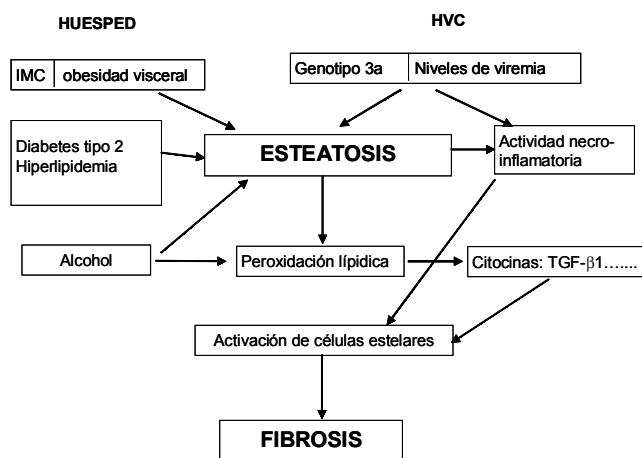 HUESPED
HVC
IMC obesidad visceral
Genotipo 3a Niveles de viremia
Diabetes tipo 2
Hiperlipidemia
ESTEATOSIS
Actividad necro-
inflamatoria
Alcohol
Peroxidación lípidica
Citocinas: TGF-β1…....
Activación de células estelares
FIBROSIS